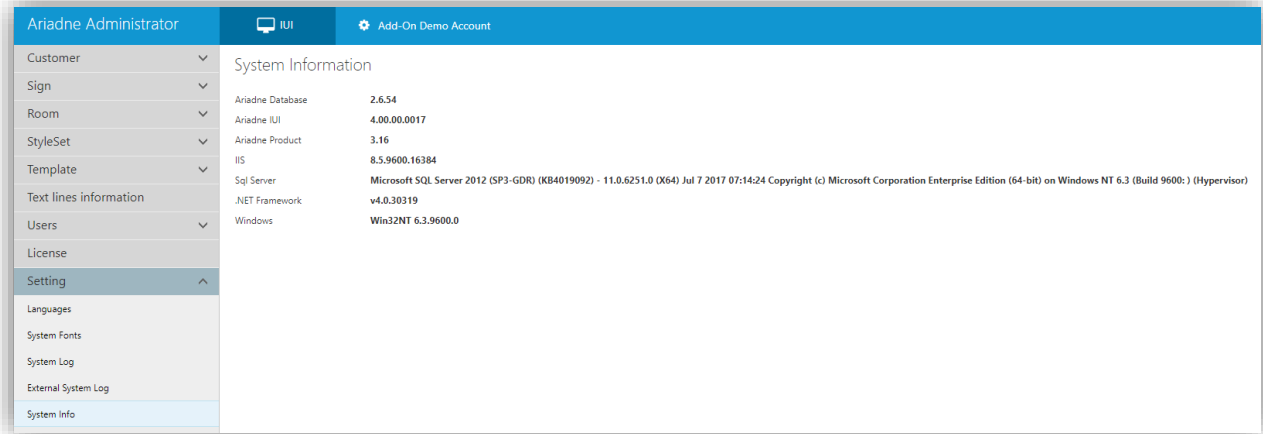 Ariadne Administrator
IUI
Add-On Demo Account
Customer
Sign
Room
StyleSet
Template
Text lines information
Users
License
Setting
Languages
System Fonts
System Log
External System Log
System Info
System Information
Ariadne Database 2.6.54
Ariadne IUI 4.00.00.0017
Ariadne Product 3.16
IIS 8.5.9600.16384
Sql Server Microsoft SQL Server 2012 (SP3-GDR) (KB4019092) - 11.0.6251.0 (X64) Jul 7 2017 07:14:24 Copyright (c) Microsoft Corporation Enterprise Edition (64-bit) on Windows NT 6.3 (Build 9600: ) (Hypervisor)
.NET Framework v4.0.30319
Windows Win32NT 6.3.9600.0